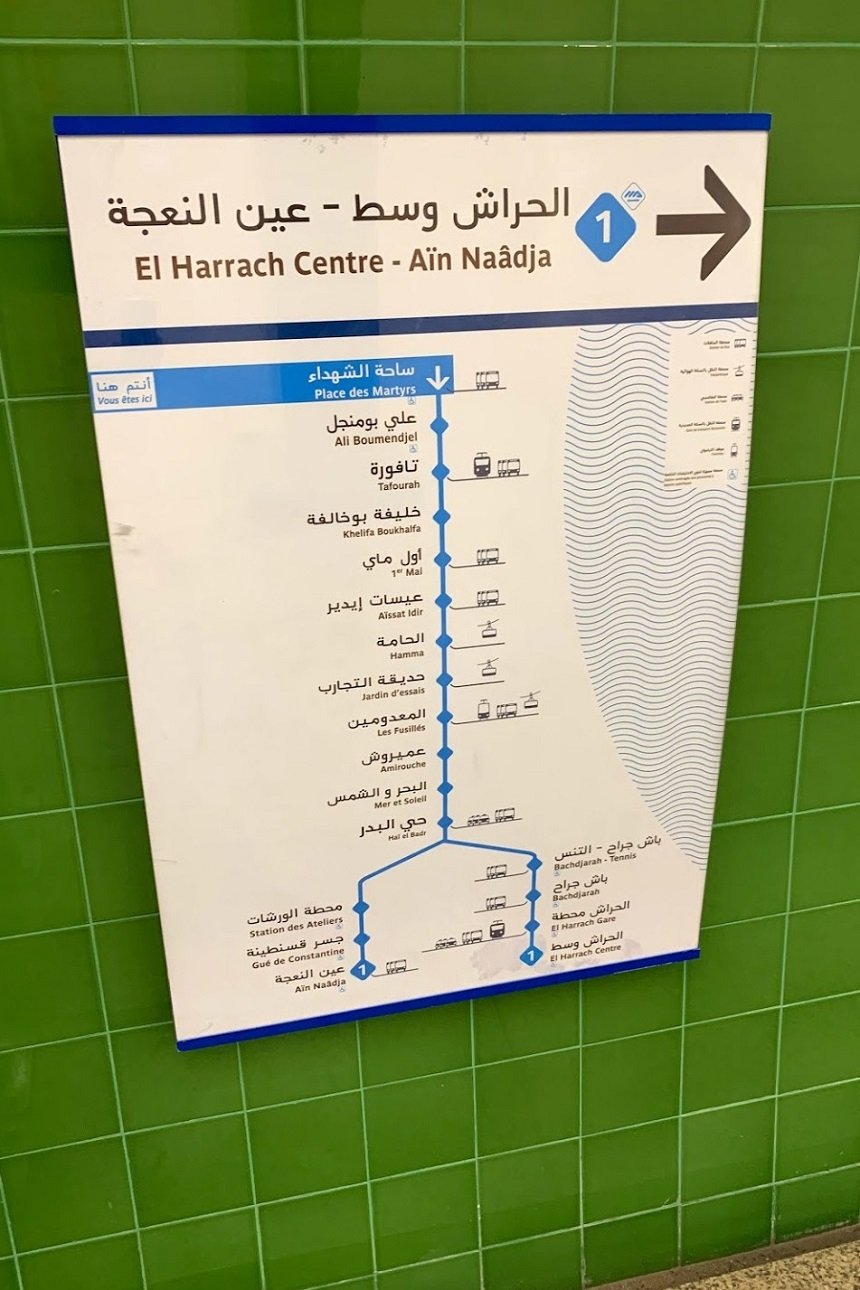 الحراش وسط - عين النعجة
1
El Harrach Centre - Aïn Naâdja
أنتم هنا
Vous êtes ici
ساحة الشهداء
Place des Martyrs
علي بومنجل
Ali Boumendjel
تافورة
Tafourah
خليفة بوخالفة
Khelifa Boukhalfa
أول ماي
1er Mai
عيسات إيدير
Aïssat Idir
الحامة
Hamma
حديقة التجارب
Jardin d'essais
المعدومين
Les Fusillés
عميروش
Amirouche
البحر و الشمس
Mer et Soleil
حي البدر
Haï el Badr
باش جراح - التنس
Bachdjarah - Tennis
باش جراح
Bachdjarah
الحراش محطة
El Harrach Gare
الحراش وسط
El Harrach Centre
1
محطة الورشات
Station des Ateliers
جسر قسنطينة
Gué de Constantine
عين النعجة
Aïn Naâdja
1